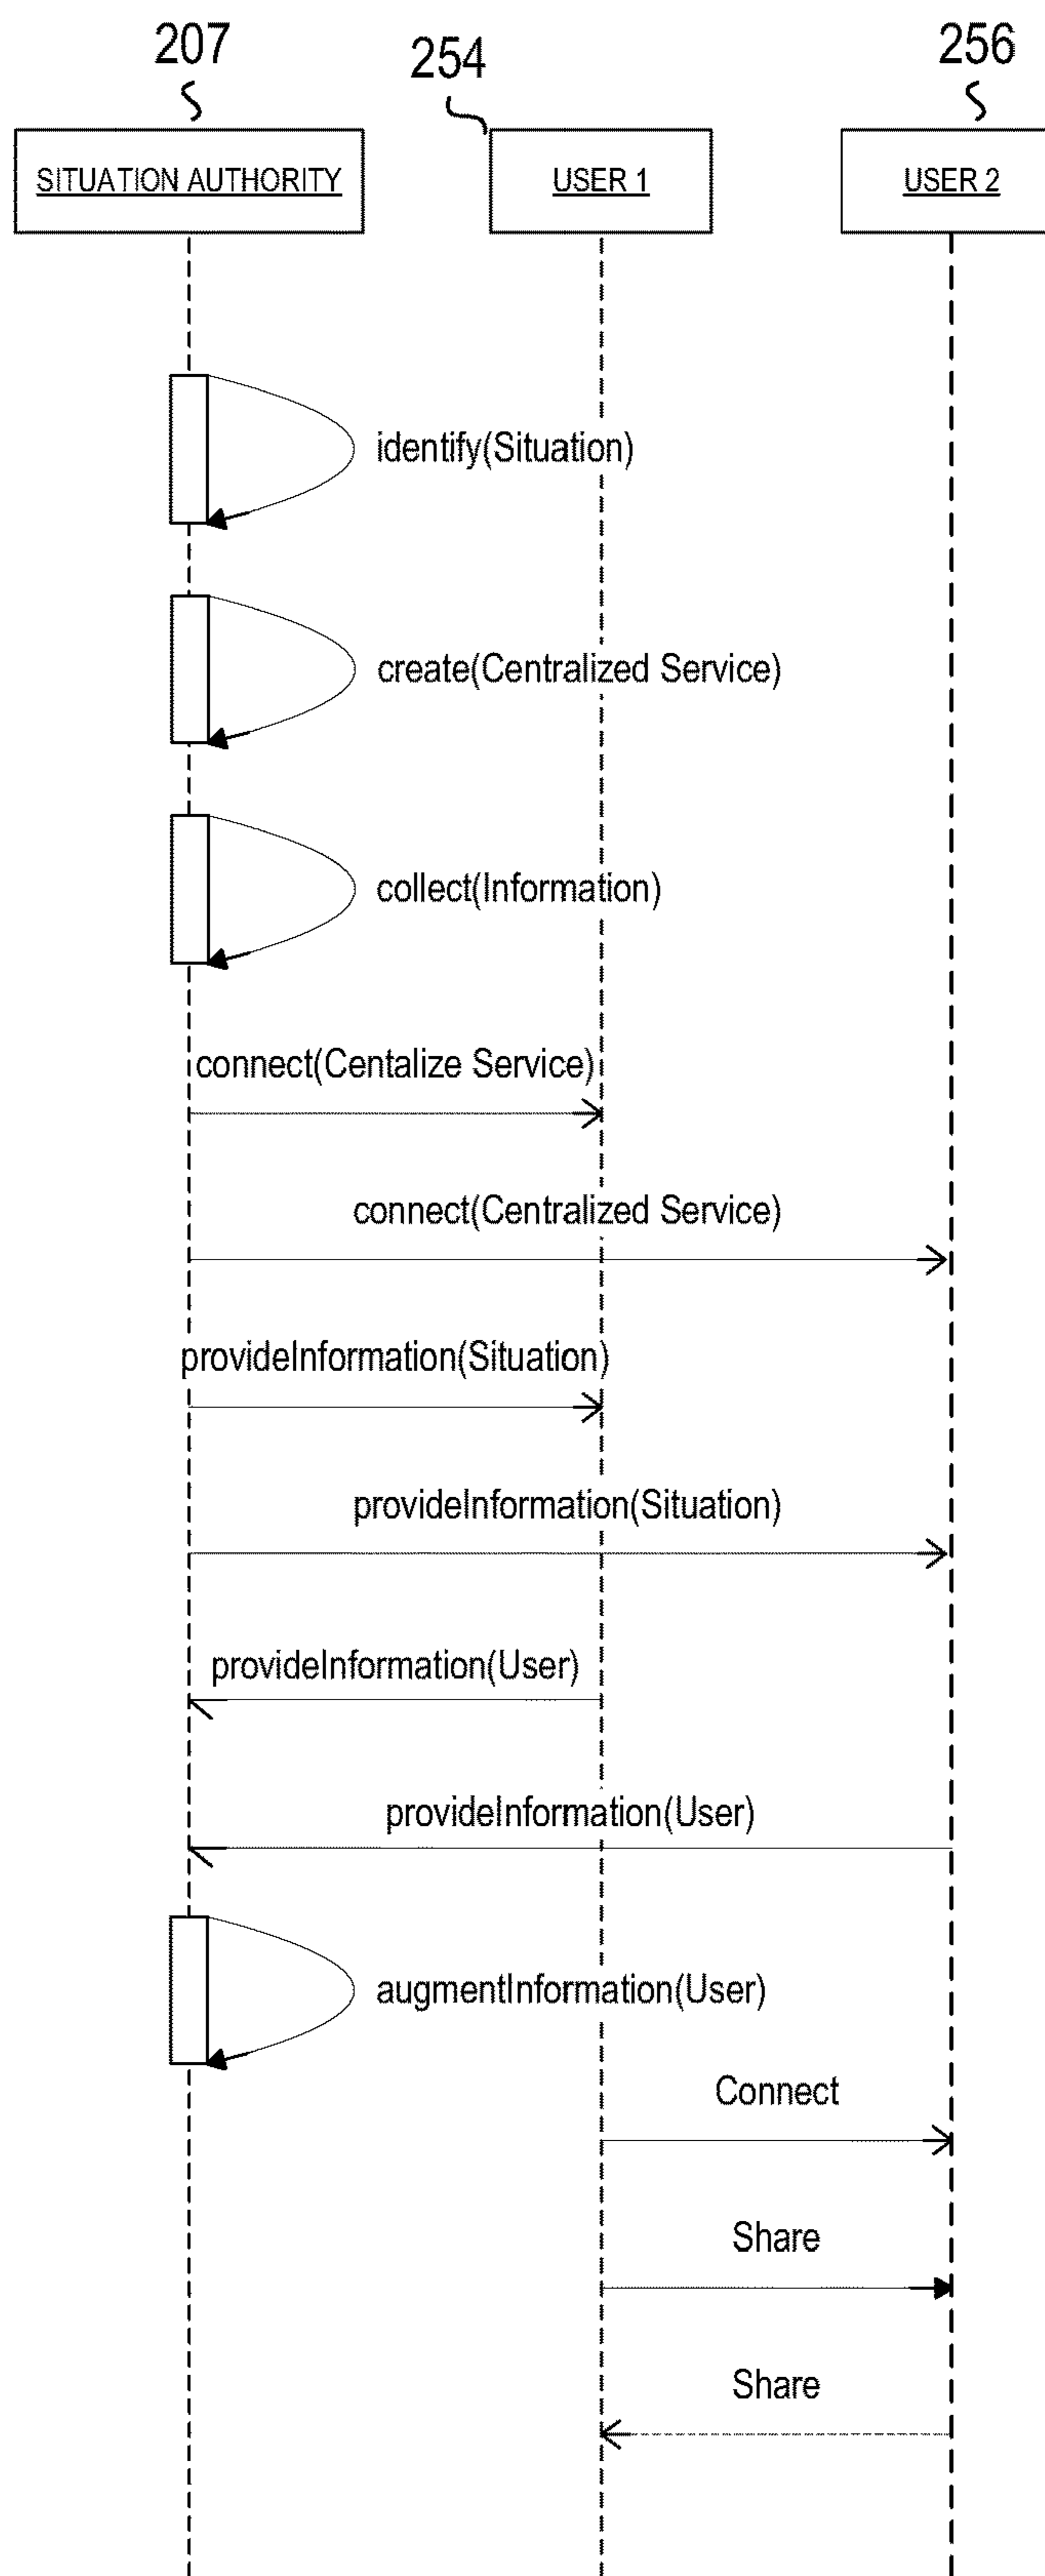 207
254
256
SITUATION AUTHORITY
USER 1
USER 2
identify(Situation)
create(Centralized Service)
collect(Information)
connect(Centalize Service)
connect(Centralized Service)
provideInformation(Situation)
provideInformation(Situation)
provideInformation(User)
provideInformation(User)
augmentInformation(User)
Connect
Share
Share